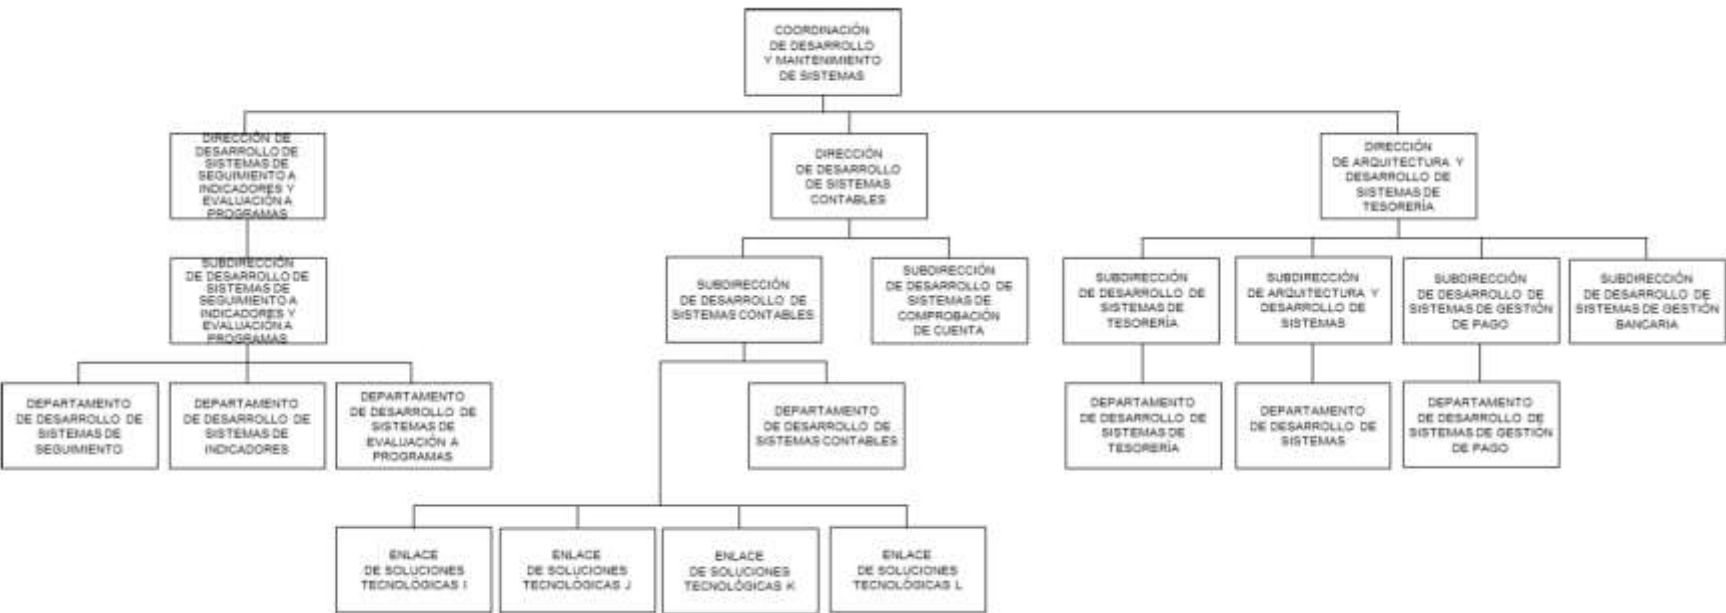 COORDINACIÓN
DE DESARROLLO
Y MANTENIMIENTO
DE SISTEMAS
DIRECCIÓN DE
DESARROLLO DE
SISTEMAS DE
SEGUIMIENTO A
INDICADORES Y
EVALUACIÓN A
PROGRAMAS
DIRECCIÓN
DE DESARROLLO
DE SISTEMAS
CONTABLES
DIRECCIÓN
DE ARQUITECTURA Y
DESARROLLO DE
SISTEMAS DE
TESORERÍA
SUBDIRECCIÓN
DE DESARROLLO DE
SISTEMAS DE
SEGUIMIENTO A
INDICADORES Y
EVALUACIÓN A
PROGRAMAS
SUBDIRECCIÓN
DE DESARROLLO DE
SISTEMAS CONTABLES
SUBDIRECCIÓN
DE DESARROLLO DE
SISTEMAS DE
COMPROBACIÓN
DE CUENTA
SUBDIRECCIÓN
DE DESARROLLO DE
SISTEMAS DE
TESORERÍA
SUBDIRECCIÓN
DE ARQUITECTURA Y
DESARROLLO DE
SISTEMAS
SUBDIRECCIÓN
DE DESARROLLO DE
SISTEMAS DE GESTIÓN
DE PAGO
SUBDIRECCIÓN
DE DESARROLLO DE
SISTEMAS DE GESTIÓN
BANCARIA
DEPARTAMENTO
DE DESARROLLO DE
SISTEMAS DE
SEGUIMIENTO
DEPARTAMENTO
DE DESARROLLO DE
SISTEMAS DE
INDICADORES
DEPARTAMENTO
DE DESARROLLO DE
SISTEMAS DE
EVALUACIÓN A
PROGRAMAS
DEPARTAMENTO
DE DESARROLLO DE
SISTEMAS CONTABLES
DEPARTAMENTO
DE DESARROLLO DE
SISTEMAS DE
TESORERÍA
DEPARTAMENTO
DE DESARROLLO DE
SISTEMAS
DEPARTAMENTO
DE DESARROLLO DE
SISTEMAS DE GESTIÓN
DE PAGO
ENLACE
DE SOLUCIONES
TECNOLÓGICAS I
ENLACE
DE SOLUCIONES
TECNOLÓGICAS J
ENLACE
DE SOLUCIONES
TECNOLÓGICAS K
ENLACE
DE SOLUCIONES
TECNOLÓGICAS L